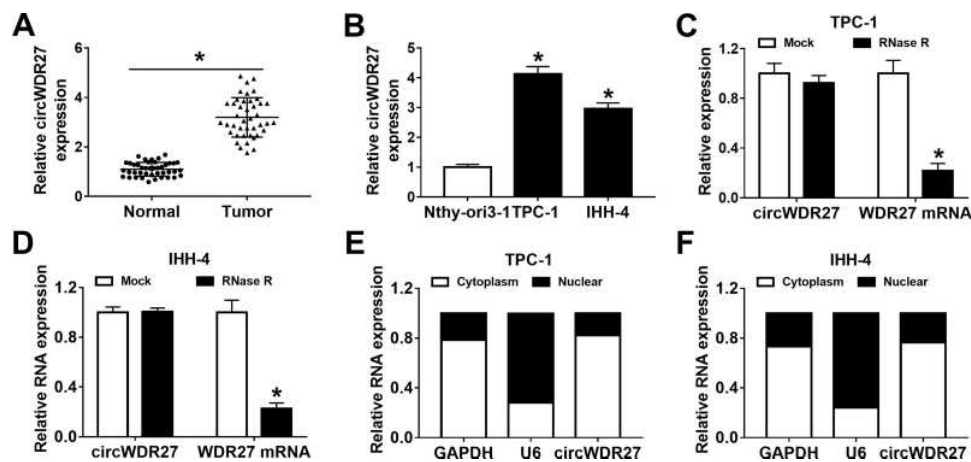 A
Relative circWDR27
expression
6
4
2
0
*
Normal Tumor
B
Relative circWDR27
expression
5
4
3
2
1
0
*
*
Nthy-ori3-1 TPC-1 IHH-4
C
TPC-1
Mock RNase R
Relative expression
1.2
0.8
0.4
0.0
*
circWDR27 WDR27 mRNA
D
IHH-4
Mock RNase R
Relative RNA expression
1.2
0.8
0.4
0.0
*
circWDR27 WDR27 mRNA
E
TPC-1
Cytoplasm Nuclear
Relative RNA expression
1.2
0.8
0.4
0.0
GAPDH U6 circWDR27
F
IHH-4
Cytoplasm Nuclear
Relative RNA expression
1.2
0.8
0.4
0.0
GAPDH U6 circWDR27